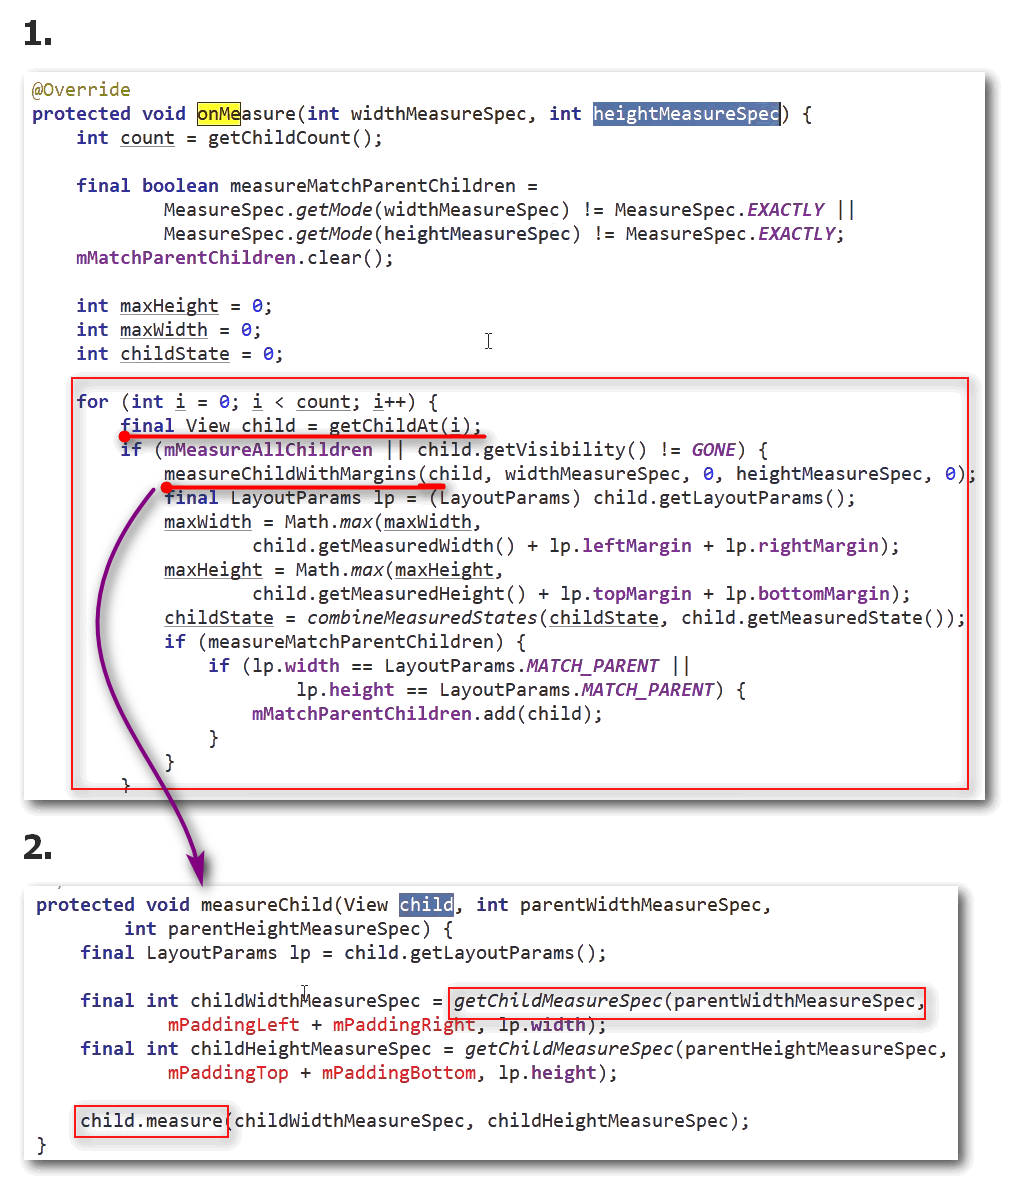 1.
@Override
protected void onMeasure(int widthMeasureSpec, int heightMeasureSpec) {
    int count = getChildCount();
    final boolean measureMatchParentChildren =
            MeasureSpec.getMode(widthMeasureSpec) != MeasureSpec.EXACTLY ||
            MeasureSpec.getMode(heightMeasureSpec) != MeasureSpec.EXACTLY;
    mMatchParentChildren.clear();
    int maxHeight = 0;
    int maxWidth = 0;
    int childState = 0;
    for (int i = 0; i < count; i++) {
        final View child = getChildAt(i);
        if (mMeasureAllChildren || child.getVisibility() != GONE) {
            measureChildWithMargins(child, widthMeasureSpec, 0, heightMeasureSpec, 0);
            final LayoutParams lp = (LayoutParams) child.getLayoutParams();
            maxWidth = Math.max(maxWidth,
                    child.getMeasuredWidth() + lp.leftMargin + lp.rightMargin);
            maxHeight = Math.max(maxHeight,
                    child.getMeasuredHeight() + lp.topMargin + lp.bottomMargin);
            childState = combineMeasuredStates(childState, child.getMeasuredState());
            if (measureMatchParentChildren) {
                if (lp.width == LayoutParams.MATCH_PARENT ||
                        lp.height == LayoutParams.MATCH_PARENT) {
                    mMatchParentChildren.add(child);
                }
            }
        }
2.
protected void measureChild(View child, int parentWidthMeasureSpec,
        int parentHeightMeasureSpec) {
    final LayoutParams lp = child.getLayoutParams();
    final int childWidthMeasureSpec = getChildMeasureSpec(parentWidthMeasureSpec,
            mPaddingLeft + mPaddingRight, lp.width);
    final int childHeightMeasureSpec = getChildMeasureSpec(parentHeightMeasureSpec,
            mPaddingTop + mPaddingBottom, lp.height);
    child.measure(childWidthMeasureSpec, childHeightMeasureSpec);
}